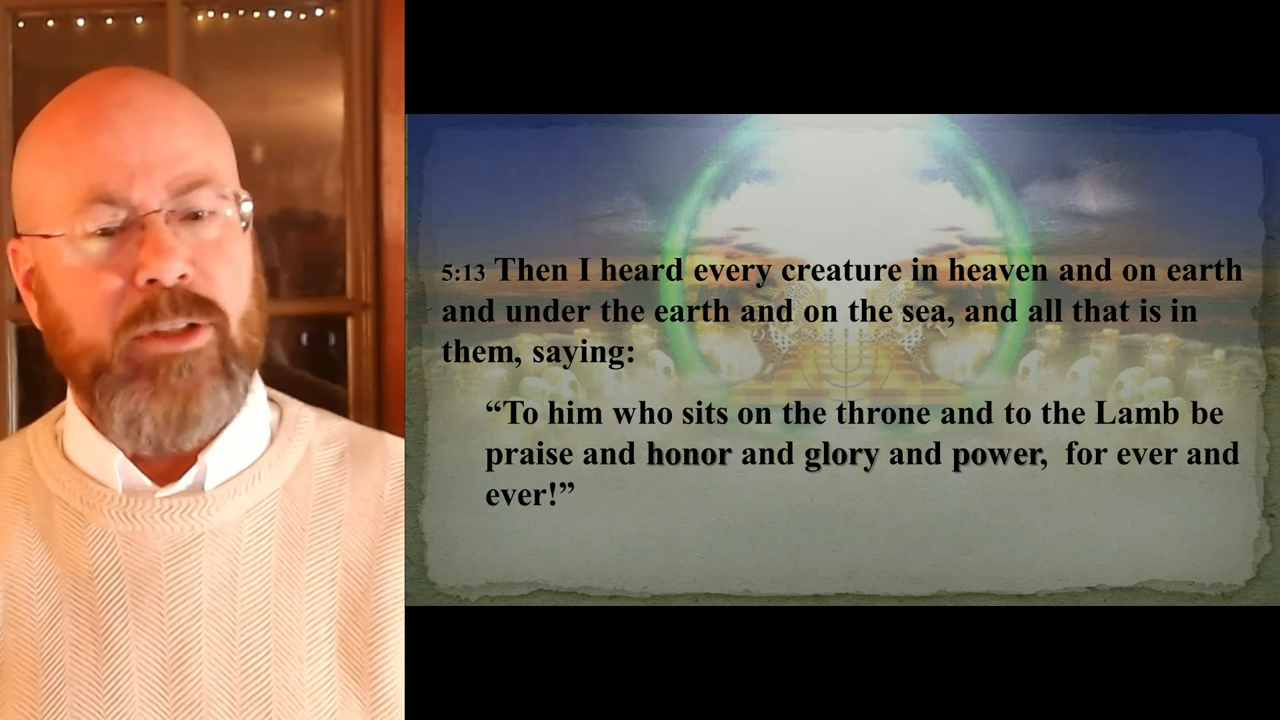 5:13 Then I heard every creature in heaven and on earth
and under the earth and on the sea, and all that is in
them, saying:
“To him who sits on the throne and to the Lamb be
praise and honor and glory and power,  for ever and
ever!”